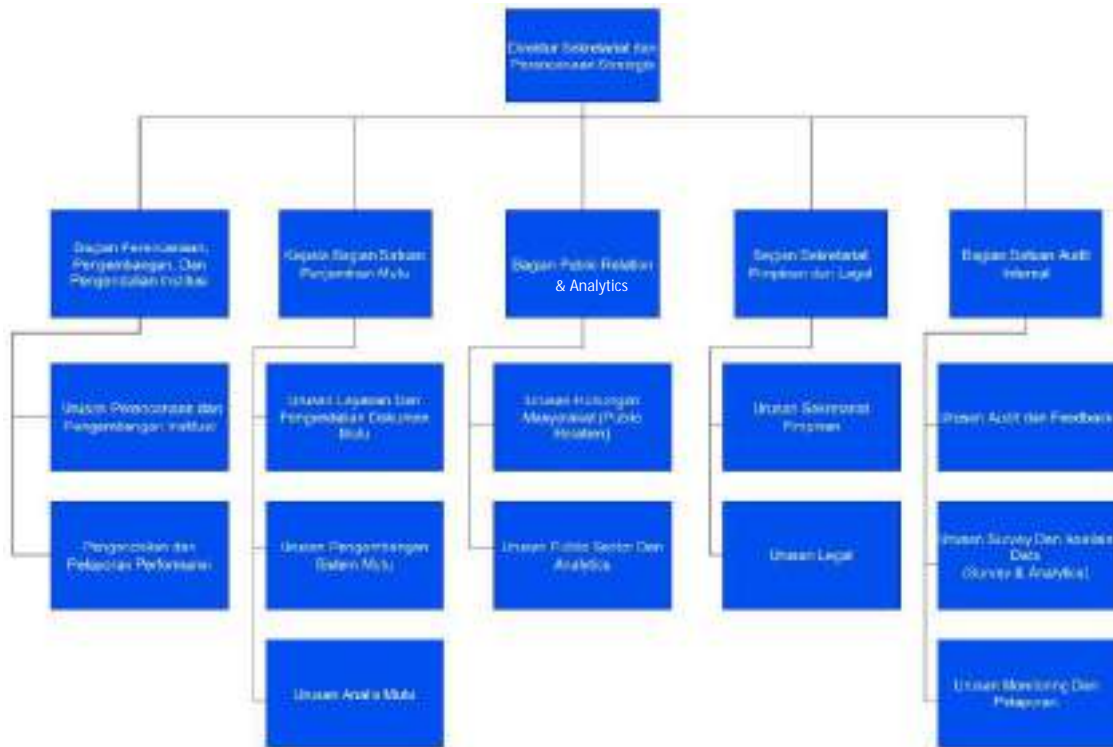 Direktur Sekretariat dan
Perencanaan Strategis
Bagian Perencanaan,
Pengembangan, Dan
Pengendalian Institusi
Kepala Bagian Satuan
Penjaminan Mutu
Bagian Public Relation
& Analytics
Bagian Sekretariat
Pimpinan dan Legal
Bagian Satuan Audit
Internal
Urusan Perencanaan dan
Pengembangan Institusi
Urusan Layanan Dan
Pengendalian Dokumen
Mutu
Urusan Hubungan
Masyarakat (Public
Relation)
Urusan Sekretariat
Pimpinan
Urusan Audit dan Feedback
Pengendalian dan
Pelaporan Performansi
Urusan Pengembangan
Sistem Mutu
Urusan Public Sector Dan
Analytics
Urusan Legal
Urusan Survey Dan
Data
(Survey & Analytics)
Urusan Analis Mutu
Urusan Monitoring Dan
Pelaporan